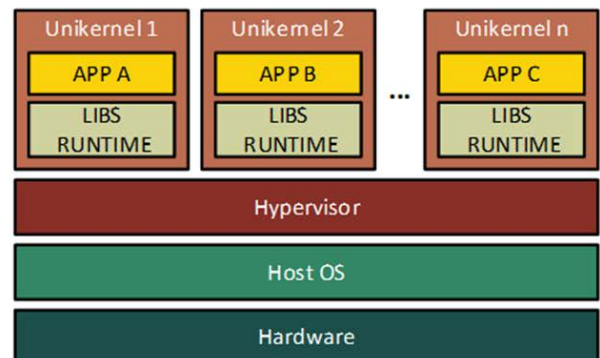 Unikernel 1
APP A
LIBS
RUNTIME
Unikernel 2
APP B
LIBS
RUNTIME
...
Unikernel n
APP C
LIBS
RUNTIME
Hypervisor
Host OS
Hardware